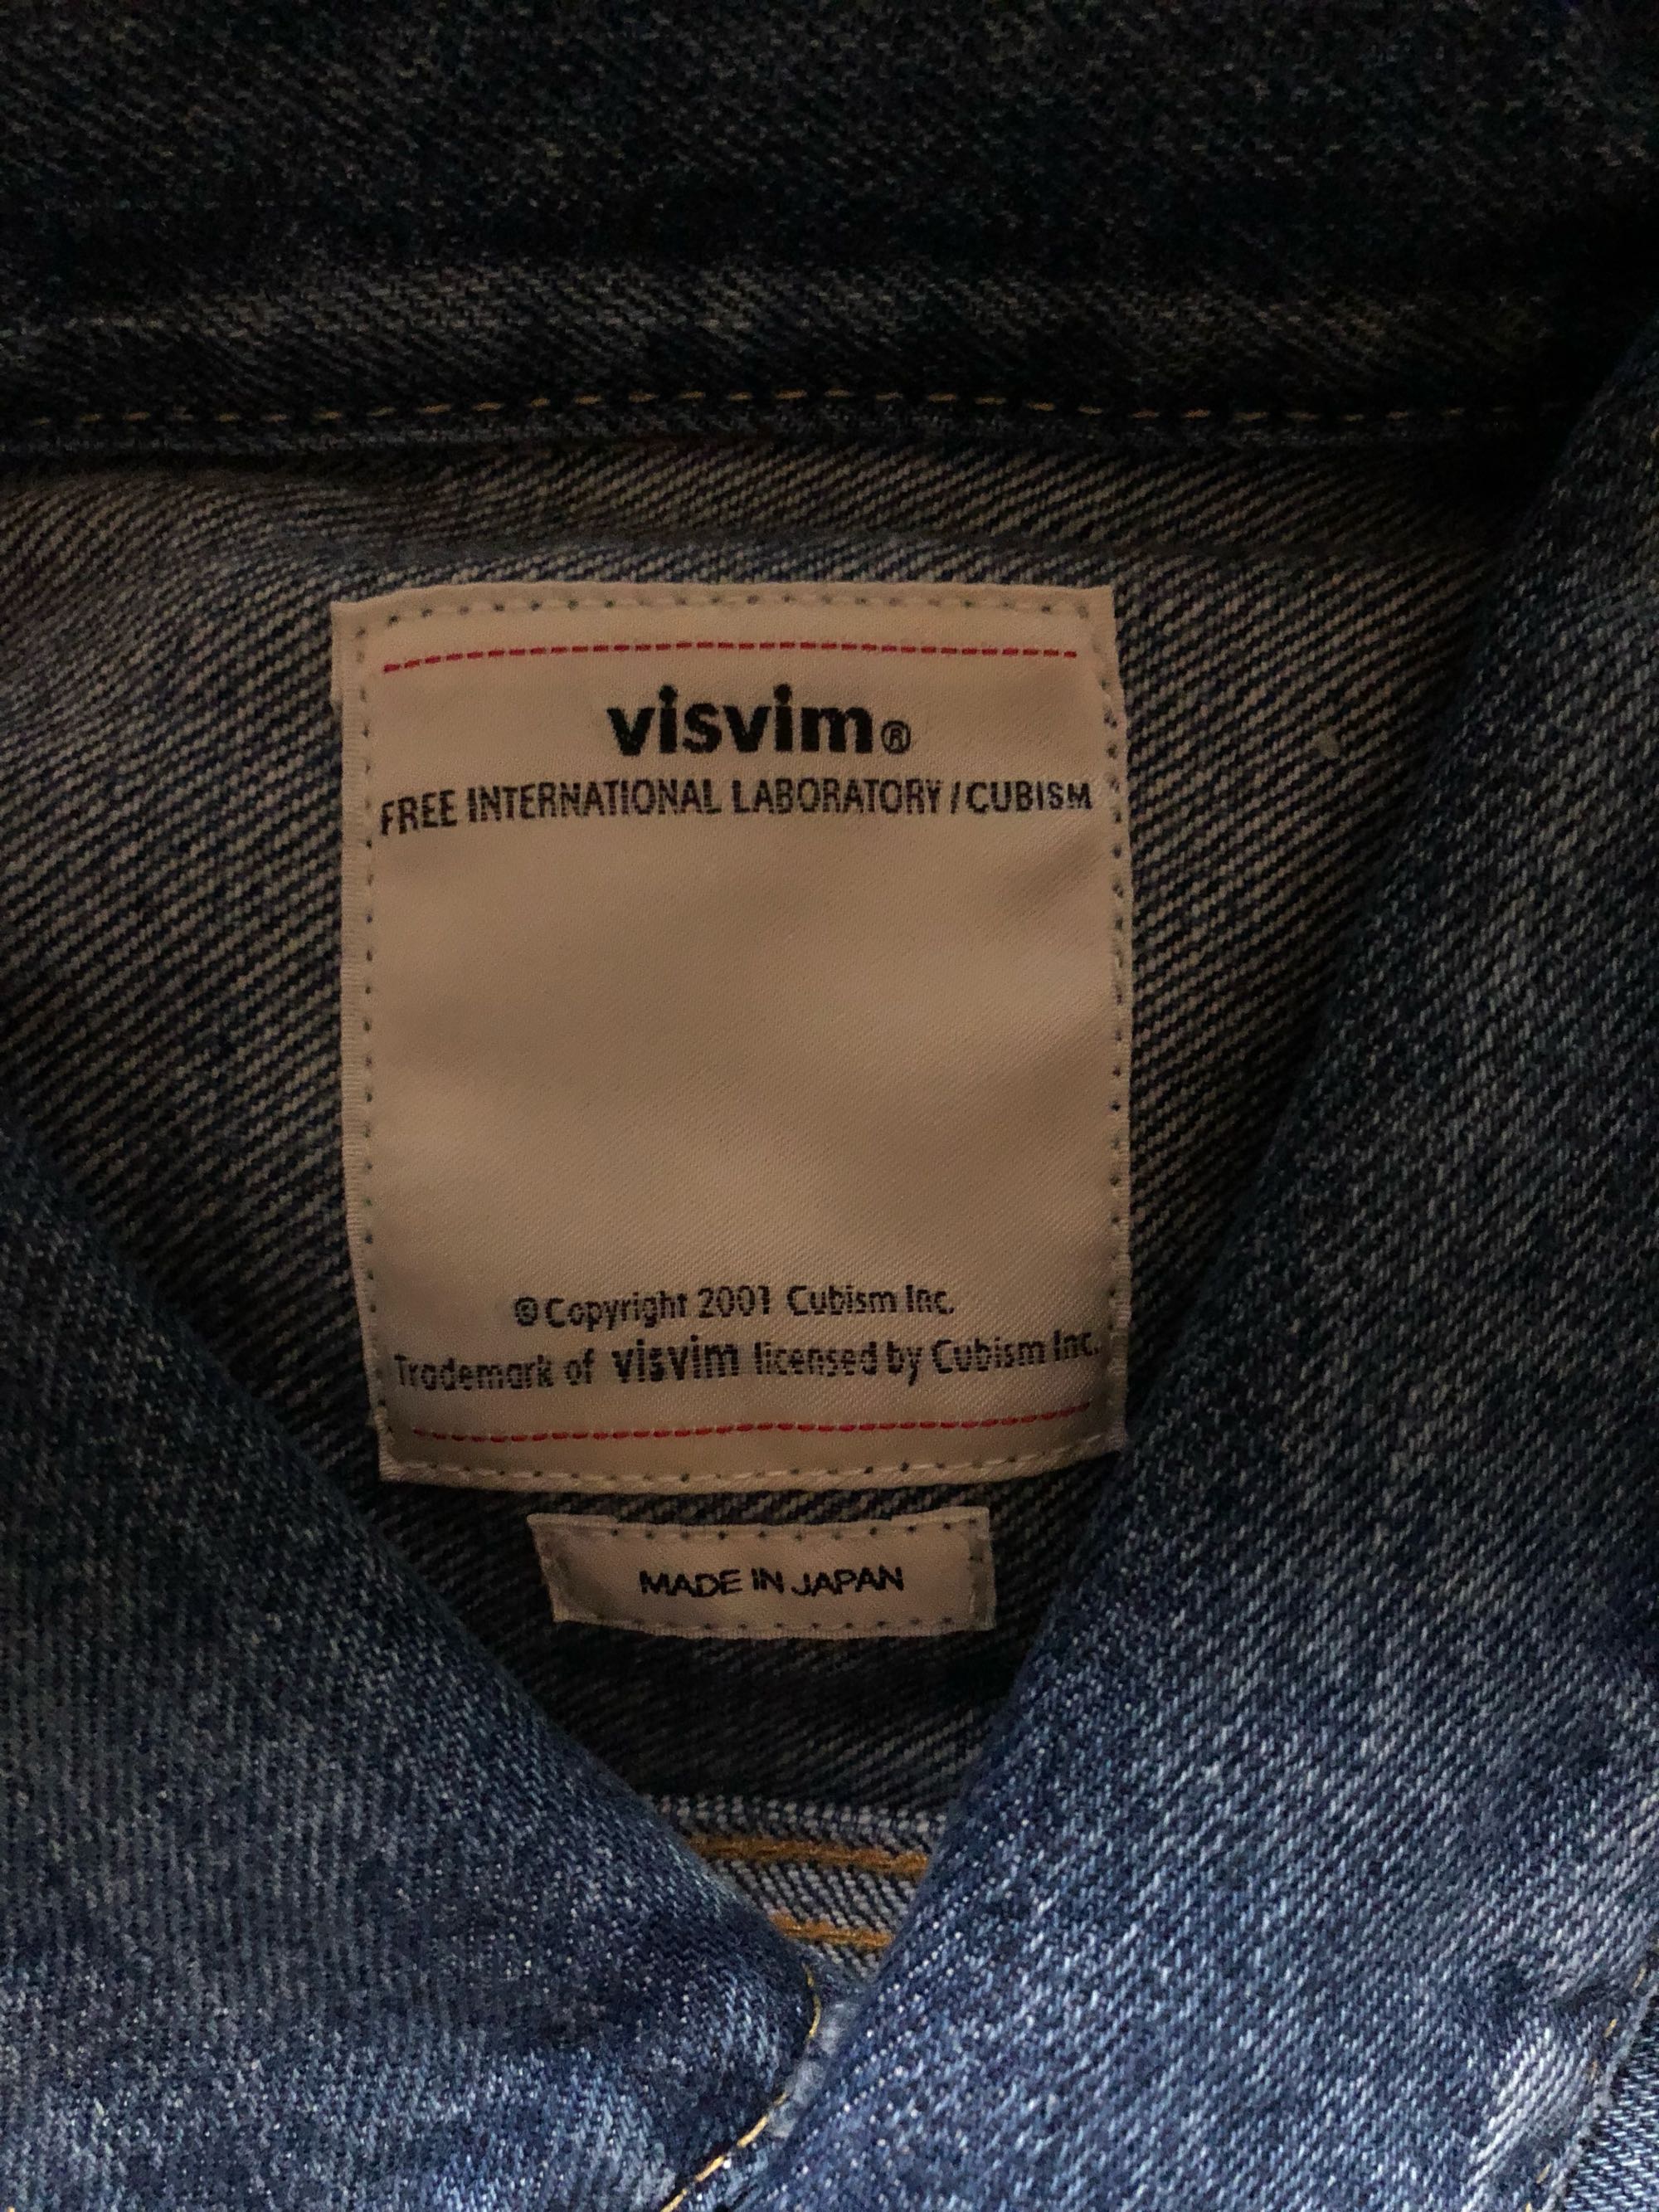 visvim®
FREE INTERNATIONAL LABORATORY / CUBISM
©Copyright 2001 Cubism Inc.
Trademark of visvim licensed by Cubism Inc.
MADE IN JAPAN